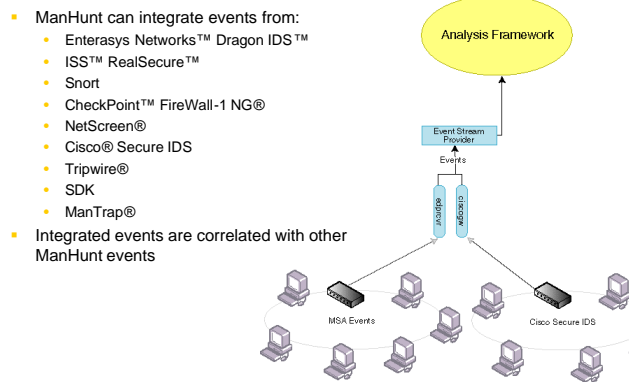 ManHunt can integrate events from:
Enterasys Networks™ Dragon IDS™
ISS™ RealSecure™
Snort
CheckPoint™ FireWall-1 NG®
NetScreen®
Cisco® Secure IDS
Tripwire®
SDK
ManTrap®
Integrated events are correlated with other
ManHunt events
Analysis Framework
Event Stream
Provider
Events
edprovr
ciscogw
MSA Events
Cisco Secure IDS